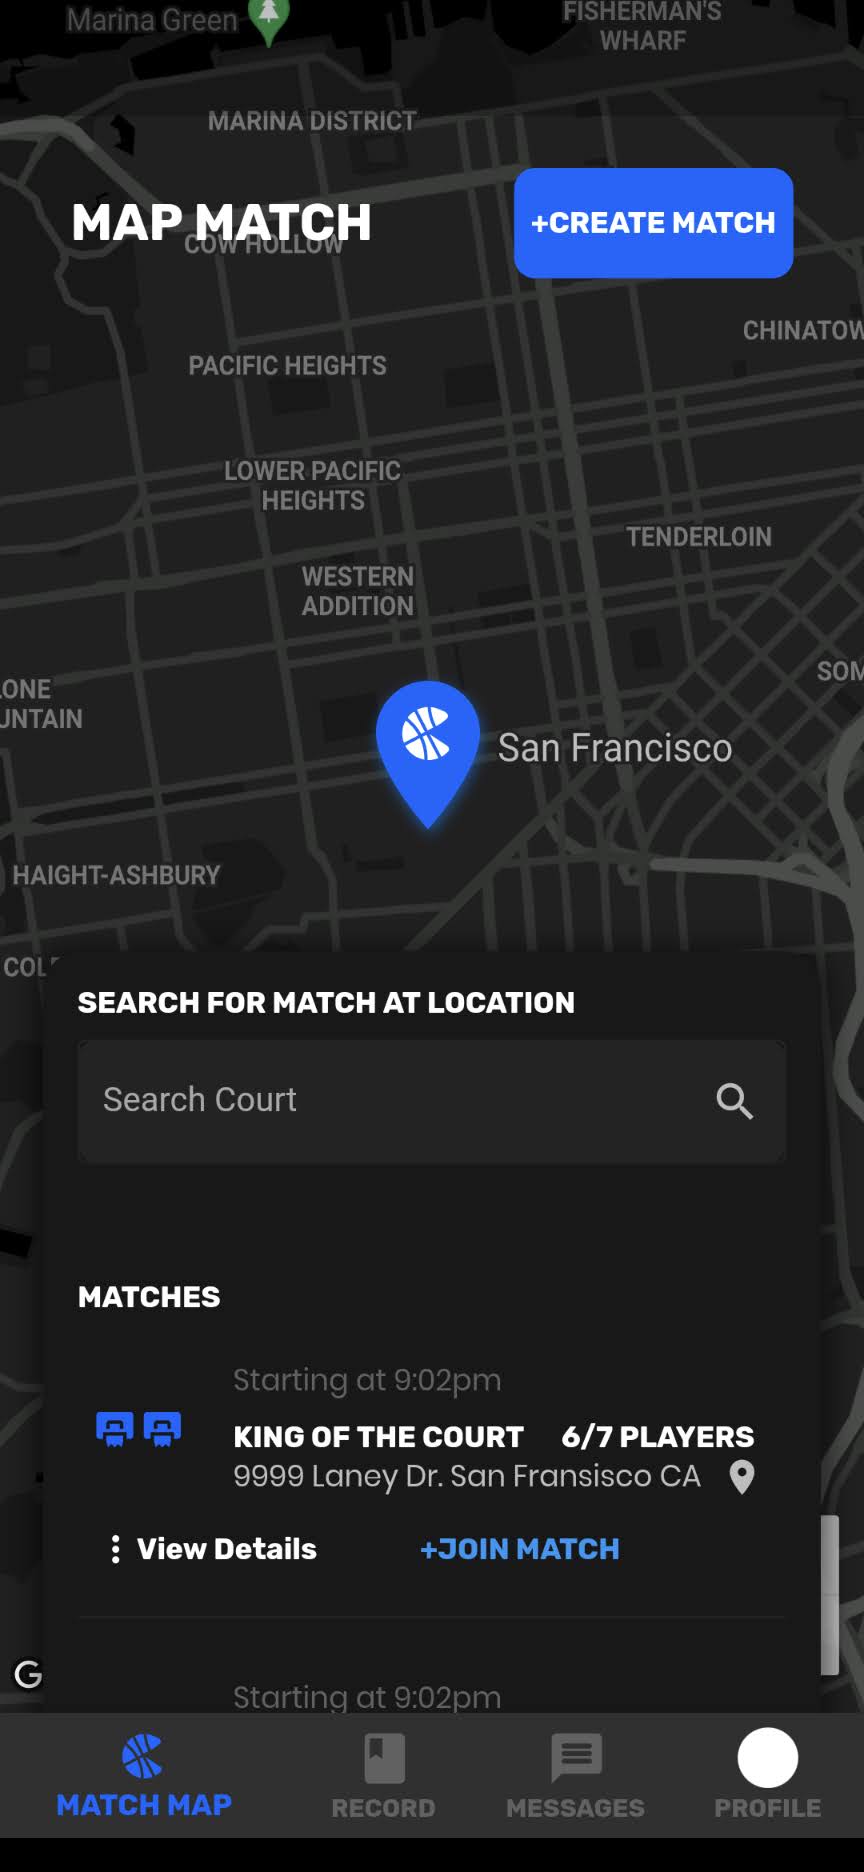 Marina Green
FISHERMAN'S
WHARF
MARINA DISTRICT
MAP MATCH
+CREATE MATCH
COW HOLLOW
CHINATOW
PACIFIC HEIGHTS
LOWER PACIFIC
HEIGHTS
TENDERLOIN
WESTERN
ADDITION
SOM
LONE
UNTAIN
San Francisco
HAIGHT-ASHBURY
COL
SEARCH FOR MATCH AT LOCATION
Search Court
MATCHES
Starting at 9:02pm
KING OF THE COURT 6/7 PLAYERS
9999 Laney Dr. San Fransisco CA
View Details +JOIN MATCH
G
Starting at 9:02pm
MATCH MAP RECORD MESSAGES PROFILE